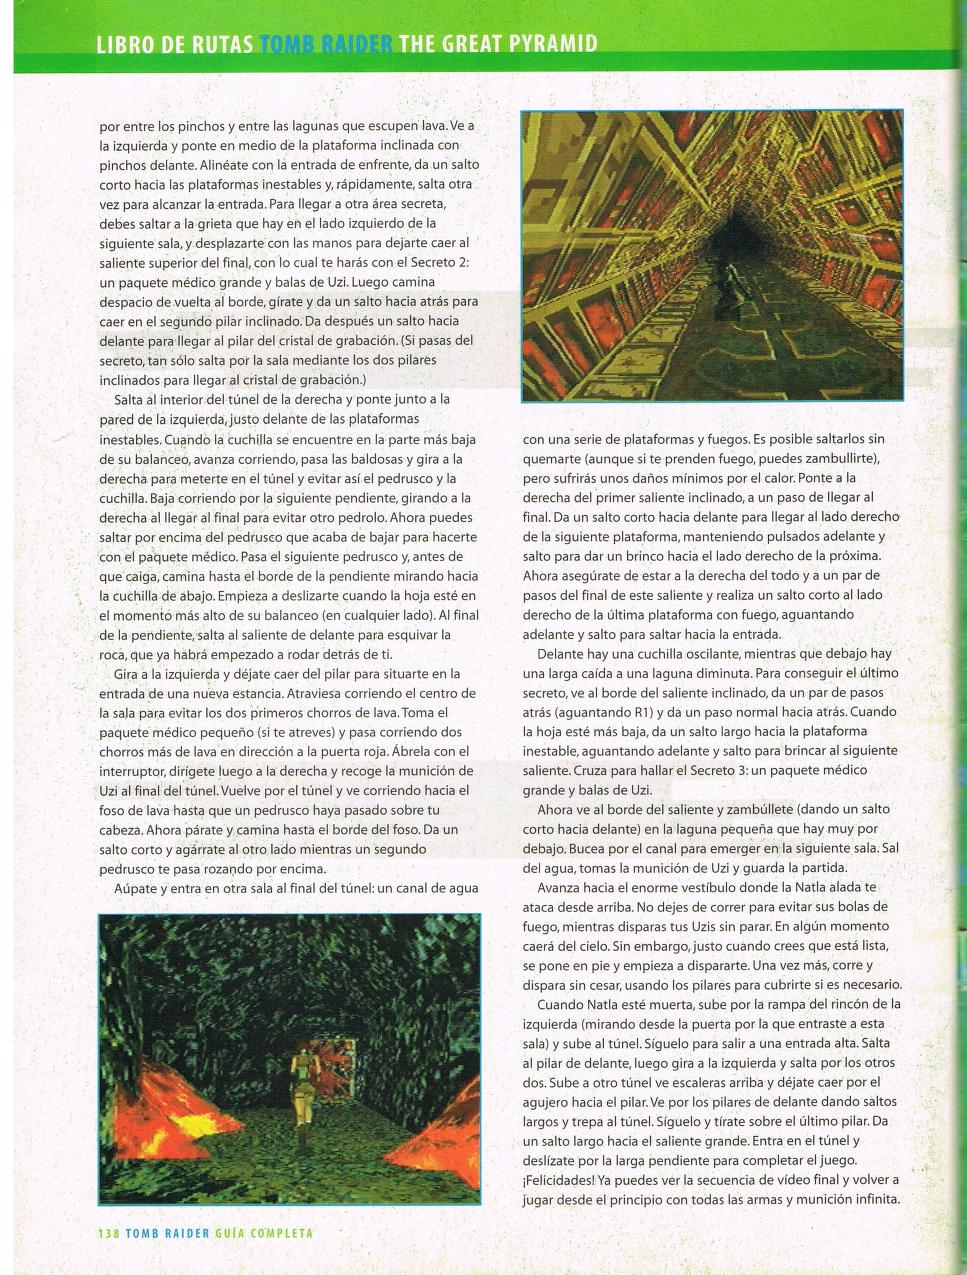 LIBRO DE RUTAS TOMB RAIDER THE GREAT PYRAMID
por entre los pinchos y entre las lagunas que escupen lava. Ve a
la izquierda y ponte en medio de la plataforma inclinada con
pinchos delante. Alinéate con la entrada de enfrente, da un salto
corto hacia las plataformas inestables y, rápidamente, salta otra
vez para alcanzar la entrada. Para llegar a otra área secreta,
debes saltar a la grieta que hay en el lado izquierdo de la
siguiente sala, y desplazarte con las manos para dejarte caer al
saliente superior del final, con lo cual te harás con el Secreto 2:
un paquete médico grande y balas de Uzi. Luego camina
despacio de vuelta al borde, gírate y da un salto hacia atrás para
caer en el segundo pilar inclinado. Da después un salto hacia
delante para llegar al pilar del cristal de grabación. (Si pasas del
secreto, tan sólo salta por la sala mediante los dos pilares
inclinados para llegar al cristal de grabación.)
Salta al interior del túnel de la derecha y ponte junto a la
pared de la izquierda, justo delante de las plataformas
inestables. Cuando la cuchilla se encuentre en la parte más baja
de su balanceo, avanza corriendo, pasa las baldosas y gira a la
derecha para meterte en el túnel y evitar así el pedrusco y la
cuchilla. Baja corriendo por la siguiente pendiente, girando a la
derecha al llegar al final para evitar otro pedrolo. Ahora puedes
saltar por encima del pedrusco que acaba de bajar para hacerte
con el paquete médico. Pasa el siguiente pedrusco y, antes de
que caiga, camina hasta el borde de la pendiente mirando hacia
la cuchilla de abajo. Empieza a deslizarte cuando la hoja esté en
el momento más alto de su balanceo (en cualquier lado). Al final
de la pendiente, salta al saliente de delante para esquivar la
roca, que ya habrá empezado a rodar detrás de ti.
Gira a la izquierda y déjate caer del pilar para situarte en la
entrada de una nueva estancia. Atraviesa corriendo el centro de
la sala para evitar los dos primeros chorros de lava. Toma el
paquete médico pequeño (si te atreves) y pasa corriendo dos
chorros más de lava en dirección a la puerta roja. Ábrela con el
interruptor, dirígete luego a la derecha y recoge la munición de
Uzi al final del túnel. Vuelve por el túnel y ve corriendo hacia el
foso de lava hasta que un pedrusco haya pasado sobre tu
cabeza. Ahora párate y camina hasta el borde del foso. Da un
salto corto y agárrate al otro lado mientras un segundo
pedrusco te pasa rozando por encima.
Aúpate y entra en otra sala al final del túnel: un canal de agua
con una serie de plataformas y fuegos. Es posible saltarlos sin
quemarte (aunque si te prenden fuego, puedes zambullirte),
pero sufrirás unos daños mínimos por el calor. Ponte a la
derecha del primer saliente inclinado, a un paso de llegar al
final. Da un salto corto hacia delante para llegar al lado derecho
de la siguiente plataforma, manteniendo pulsados adelante y
salto para dar un brinco hacia el lado derecho de la próxima.
Ahora asegúrate de estar a la derecha del todo y a un par de
pasos del final de este saliente y realiza un salto corto al lado
derecho de la última plataforma con fuego, aguantando
adelante y salto para saltar hacia la entrada.
Delante hay una cuchilla oscilante, mientras que debajo hay
una larga caída a una laguna diminuta. Para conseguir el último
secreto, ve al borde del saliente inclinado, da un par de pasos
atrás (aguantando R1) y da un paso normal hacia atrás. Cuando
la hoja esté más baja, da un salto largo hacia la plataforma
inestable, aguantando adelante y salto para brincar al siguiente
saliente. Cruza para hallar el Secreto 3: un paquete médico
grande y balas de Uzi.
Ahora ve al borde del saliente y zambúllete (dando un salto
corto hacia delante) en la laguna pequeña que hay muy por
debajo. Bucea por el canal para emerger en la siguiente sala. Sal
del agua, tomas la munición de Uzi y guarda la partida.
Avanza hacia el enorme vestíbulo donde la Natla alada te
ataca desde arriba. No dejes de correr para evitar sus bolas de
fuego, mientras disparas tus Uzis sin parar. En algún momento
caerá del cielo. Sin embargo, justo cuando crees que está lista,
se pone en pie y empieza a dispararte. Una vez más, corre y
dispara sin cesar, usando los pilares para cubrirte si es necesario.
Cuando Natla esté muerta, sube por la rampa del rincón de la
izquierda (mirando desde la puerta por la que entraste a esta
sala) y sube al túnel. Síguelo para salir a una entrada alta. Salta
al pilar de delante, luego gira a la izquierda y salta por los otros
dos. Sube a otro túnel ve escaleras arriba y déjate caer por el
agujero hacia el pilar. Ve por los pilares de delante dando saltos
largos y trepa al túnel. Síguelo y tírate sobre el último pilar. Da
un salto largo hacia el saliente grande. Entra en el túnel y
deslízate por la larga pendiente para completar el juego.
¡Felicidades! Ya puedes ver la secuencia de vídeo final y volver a
jugar desde el principio con todas las armas y munición infinita.
138 TOMB RAIDER GUÍA COMPLETA